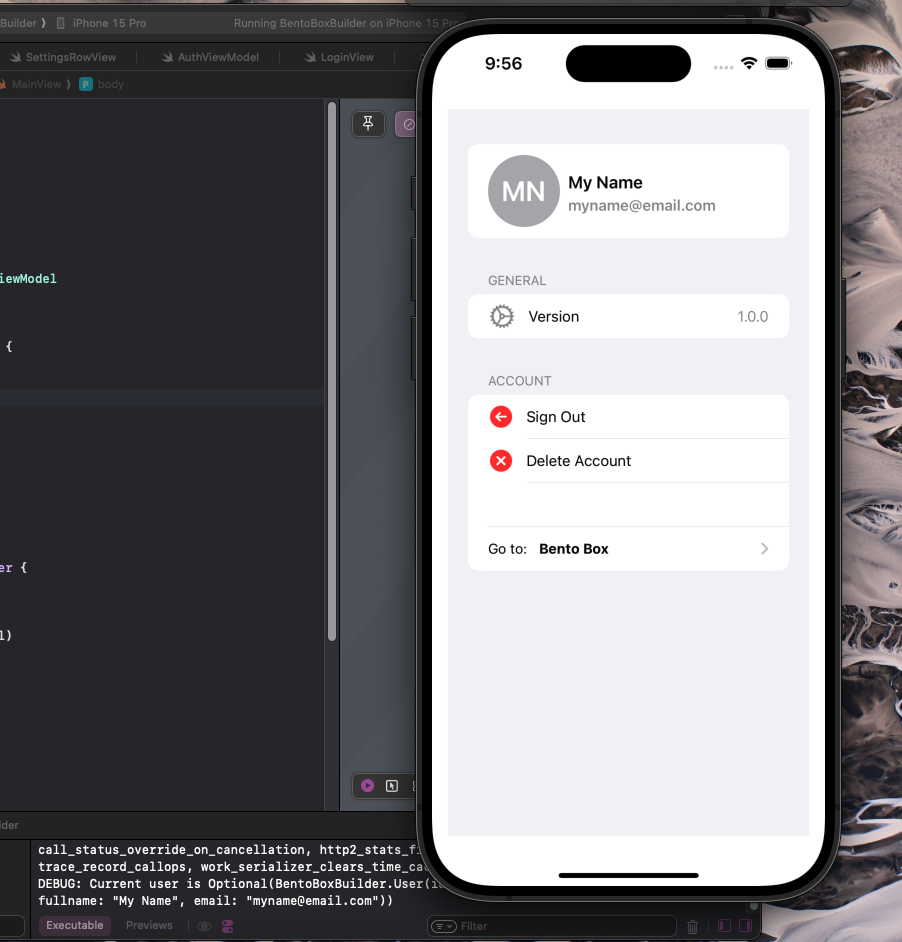 Builder ⟩ iPhone 15 Pro Running BentoBoxBuilder on iPhone 15 Pro
SettingsRowView AuthViewModel LoginView
MainView ⟩ P body
iewModel
{
er {
l)
9:56
MN
My Name
myname@email.com
GENERAL
Version 1.0.0
ACCOUNT
Sign Out
Delete Account
Go to: Bento Box
lder
call_status_override_on_cancellation, http2_stats_fi
trace_record_callops, work_serializer_clears_time_cac
DEBUG: Current user is Optional(BentoBoxBuilder.User(
fullname: "My Name", email: "myname@email.com"))
Executable Previews Filter